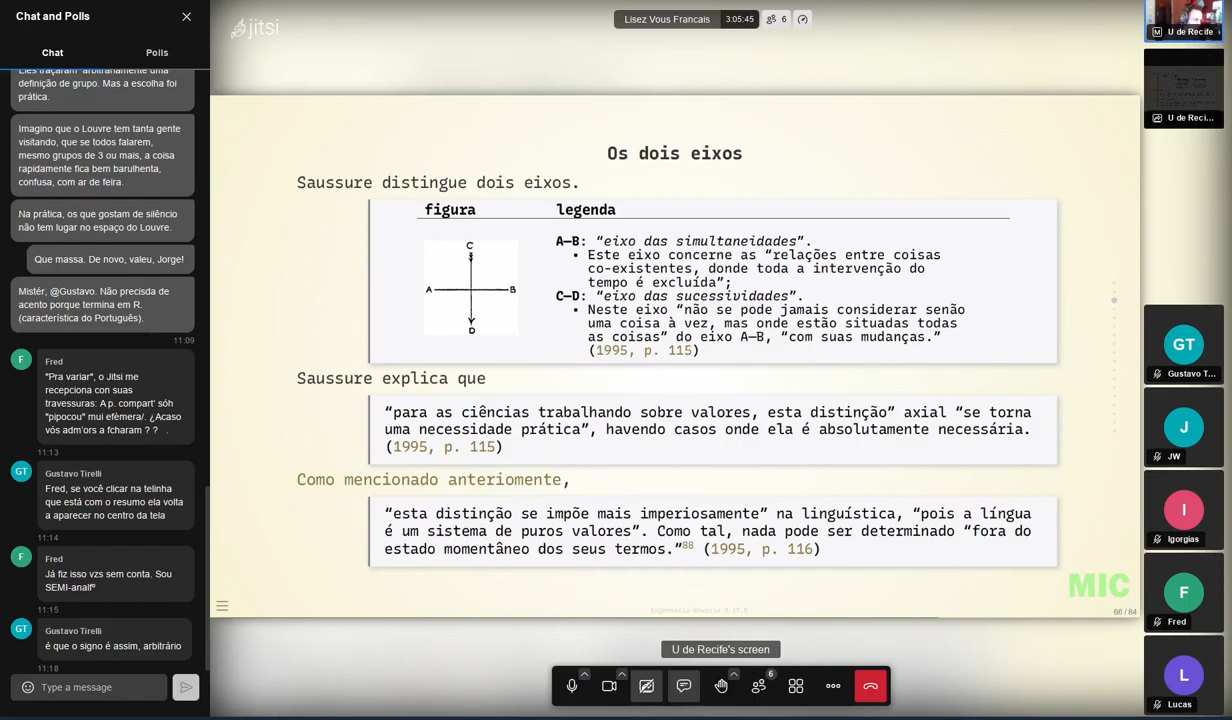 Chat and Polls
Chat
Polls
Eles traçaram "arbitrariamente uma
definição de grupo. Mas a escolha foi
prática.
Imagino que o Louvre tem tanta gente
visitando, que se todos falarem,
mesmo grupos de 3 ou mais, a coisa
rapidamente fica bem barulhenta,
confusa, com ar de feira.
Na prática, os que gostam de silêncio
não tem lugar no espaço do Louvre.
Que massa. De novo, valeu, Jorge!
Mistér, @Gustavo. Não precisda de
acento porque termina em R.
(característica do Português).
11:09
F
Fred
"Pra variar", o Jitsi me
recepciona con suas
travessuras: A p. compart' sóh
"pipocou" mui efèmera/. ¿Acaso
vós adm'ors a fcharam ? ? .
11:13
GT
Gustavo Tirelli
Fred, se você clicar na telinha
que está com o resumo ela volta
a aparecer no centro da tela
11:14
F
Fred
Já fiz isso vzs sem conta. Sou
SEMI-analfº
11:15
GT
Gustavo Tirelli
é que o signo é assim, arbitrário
11:18
Type a message
jitsi
Lisez Vous Francais
3:05:45
6
Os dois eixos
Saussure distingue dois eixos.
figura
legenda
C
A
B
D
A—B: “eixo das simultaneidades”.
• Este eixo concerne as “relações entre coisas
co-existentes, donde toda a intervenção do
tempo é excluída”;
C—D: “eixo das sucessividades”.
• Neste eixo “não se pode jamais considerar senão
uma coisa à vez, mas onde estão situadas todas
as coisas” do eixo A—B, “com suas mudanças.”
(1995, p. 115)
Saussure explica que
“para as ciências trabalhando sobre valores, esta distinção” axial “se torna
uma necessidade prática”, havendo casos onde ela é absolutamente necessária.
(1995, p. 115)
Como mencionado anteriormente,
“esta distinção se impõe mais imperiosamente” na linguística, “pois a língua
é um sistema de puros valores”. Como tal, nada pode ser determinado “fora do
estado momentâneo dos seus termos.”88 (1995, p. 116)
MIC
66 / 84
U de Recife's screen
6
M
U de Recife
U de Reci...
GT
Gustavo T...
J
JW
I
Igorgias
F
Fred
L
Lucas